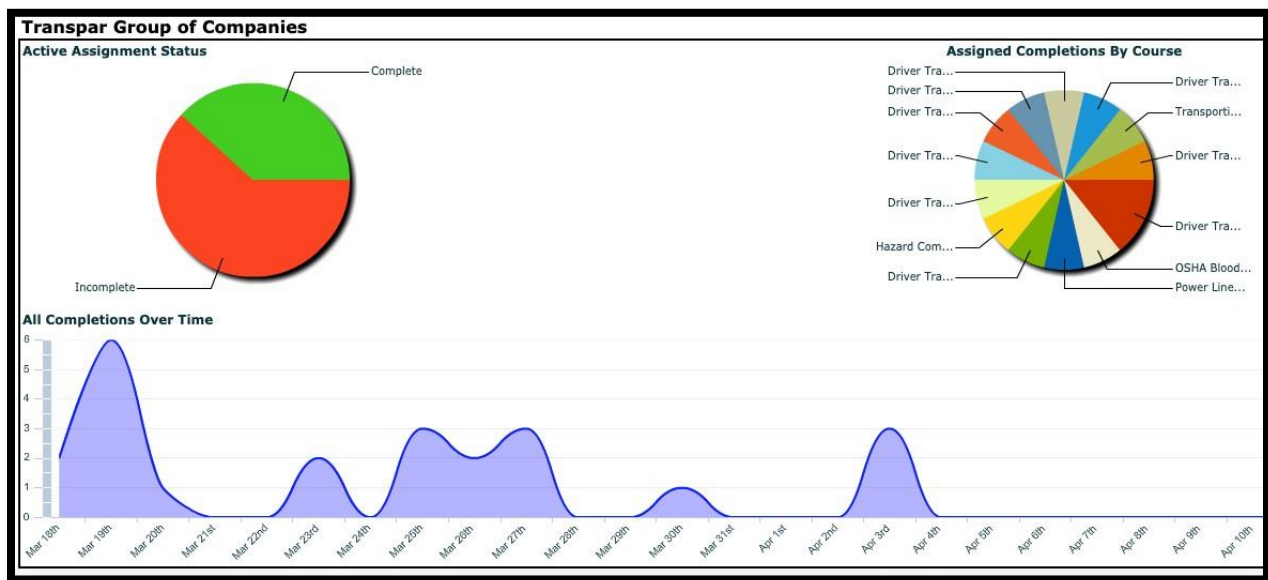 Transpar Group of Companies
Active Assignment Status
Complete
Incomplete
Assigned Completions By Course
Driver Tra...
Driver Tra...
Driver Tra...
Driver Tra...
Driver Tra...
Hazard Com...
Driver Tra...
Driver Tra...
Transporti...
Driver Tra...
Driver Tra...
OSHA Blood...
Power Line...
All Completions Over Time
6
5
4
3
2
1
0
Mar 18th
Mar 19th
Mar 20th
Mar 21st
Mar 22nd
Mar 23rd
Mar 24th
Mar 25th
Mar 26th
Mar 27th
Mar 28th
Mar 29th
Mar 30th
Mar 31st
Apr 1st
Apr 2nd
Apr 3rd
Apr 4th
Apr 5th
Apr 6th
Apr 7th
Apr 8th
Apr 9th
Apr 10th